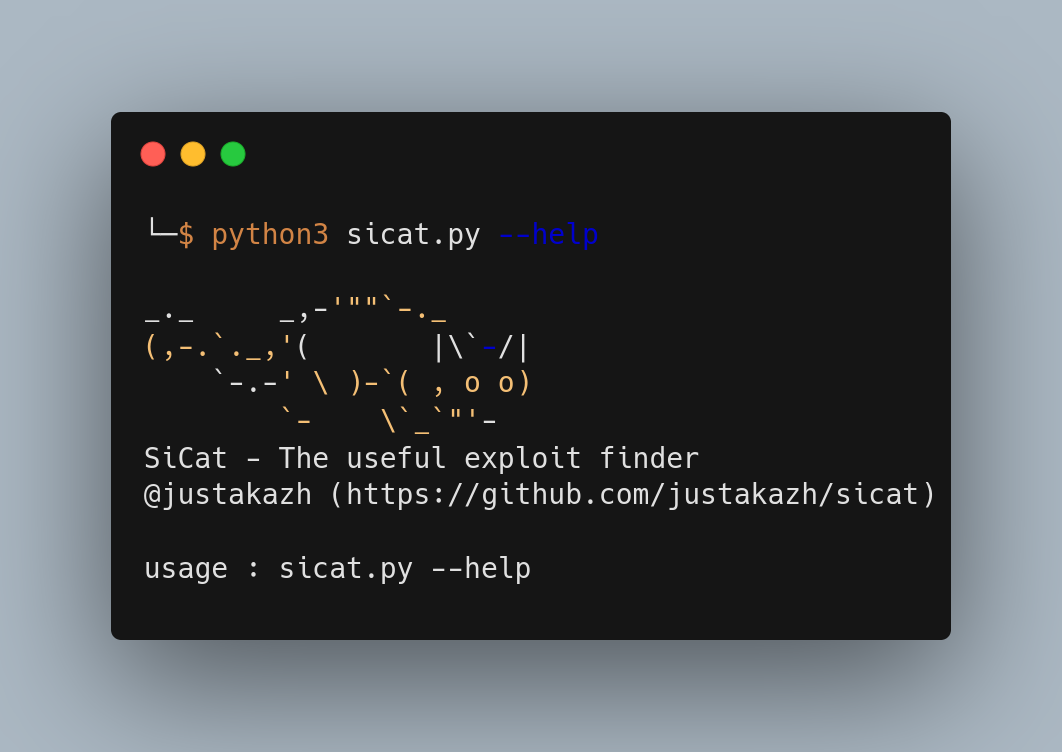 └─$ python3 sicat.py --help
_._     _,-'""`-._
(,-.`._,'(       |\`-/|
    `-.-' \ )-`( , o o)
        `-    \`_`"'-
SiCat - The useful exploit finder
@justakazh (https://github.com/justakazh/sicat)
usage : sicat.py --help